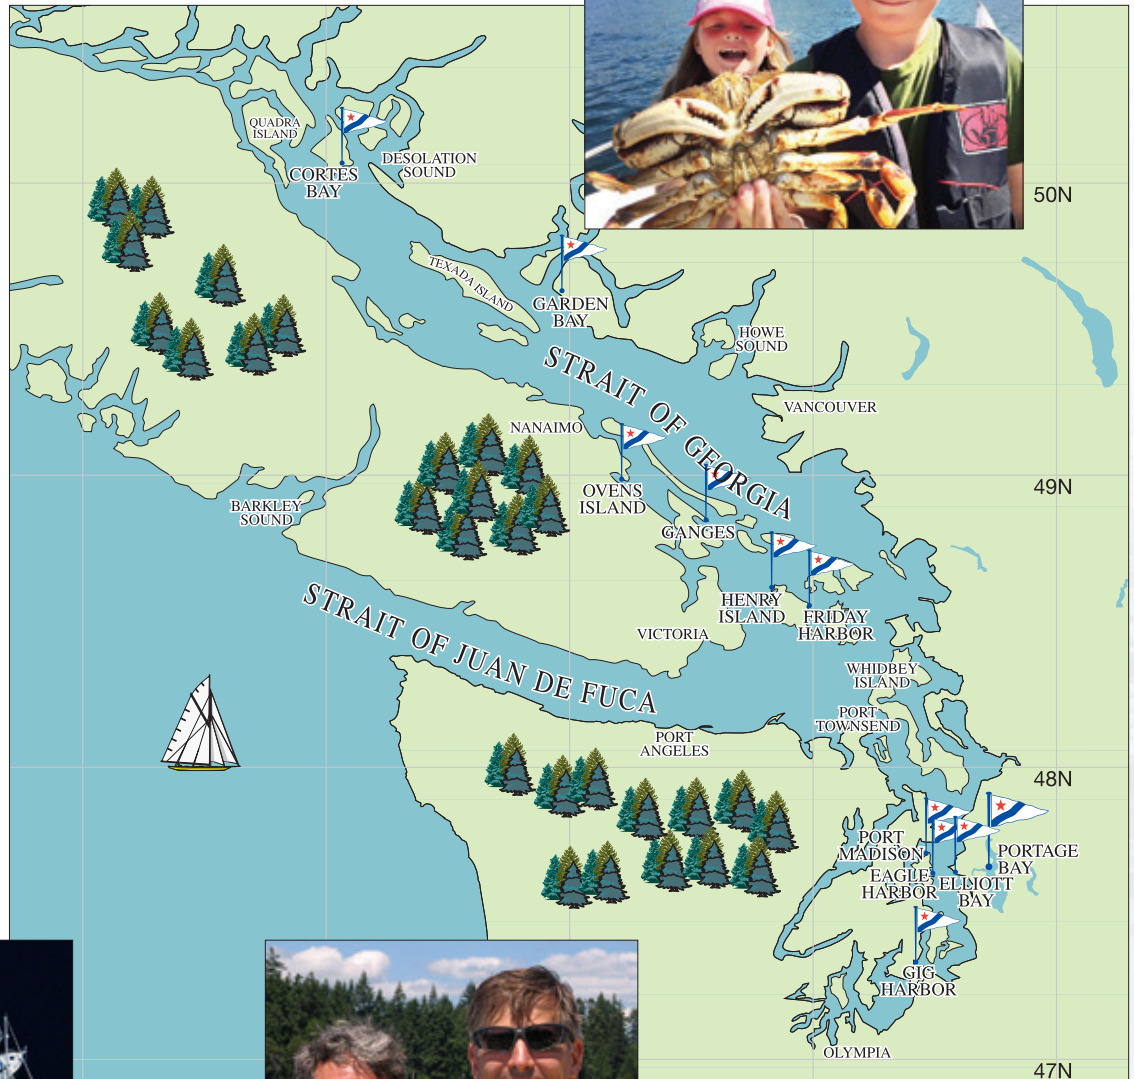 QUADRA
ISLAND
CORTES
BAY
DESOLATION
SOUND
50N
TEXADA ISLAND
GARDEN
BAY
HOWE
SOUND
STRAIT OF GEORGIA
VANCOUVER
NANAIMO
49N
OVENS
ISLAND
BARKLEY
SOUND
GANGES
STRAIT OF JUAN DE FUCA
HENRY
ISLAND
FRIDAY
HARBOR
VICTORIA
WHIDBEY
ISLAND
PORT
TOWNSEND
PORT
ANGELES
48N
PORT
MADISON
PORTAGE
BAY
EAGLE
HARBOR
ELLIOTT
BAY
GIG
HARBOR
OLYMPIA
47N